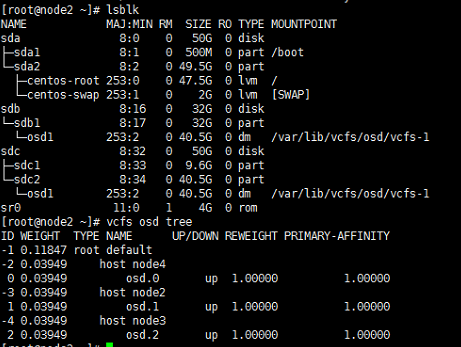 [root@node2 ~]# lsblk
NAME            MAJ:MIN RM   SIZE RO TYPE MOUNTPOINT
sda               8:0    0    50G  0 disk
├─sda1            8:1    0   500M  0 part /boot
└─sda2            8:2    0  49.5G  0 part
  ├─centos-root 253:0    0  47.5G  0 lvm  /
  └─centos-swap 253:1    0     2G  0 lvm  [SWAP]
sdb               8:16   0    32G  0 disk
└─sdb1            8:17   0    32G  0 part
  └─osd1        253:2    0  40.5G  0 dm   /var/lib/vcfs/osd/vcfs-1
sdc               8:32   0    50G  0 disk
├─sdc1            8:33   0   9.6G  0 part
└─sdc2            8:34   0  40.5G  0 part
  └─osd1        253:2    0  40.5G  0 dm   /var/lib/vcfs/osd/vcfs-1
sr0              11:0    1     4G  0 rom
[root@node2 ~]# vcfs osd tree
ID WEIGHT  TYPE NAME      UP/DOWN REWEIGHT PRIMARY-AFFINITY
-1 0.11847 root default
-2 0.03949     host node4
 0 0.03949         osd.0       up  1.00000          1.00000
-3 0.03949     host node2
 1 0.03949         osd.1       up  1.00000          1.00000
-4 0.03949     host node3
 2 0.03949         osd.2       up  1.00000          1.00000
[root@node2 ~]#